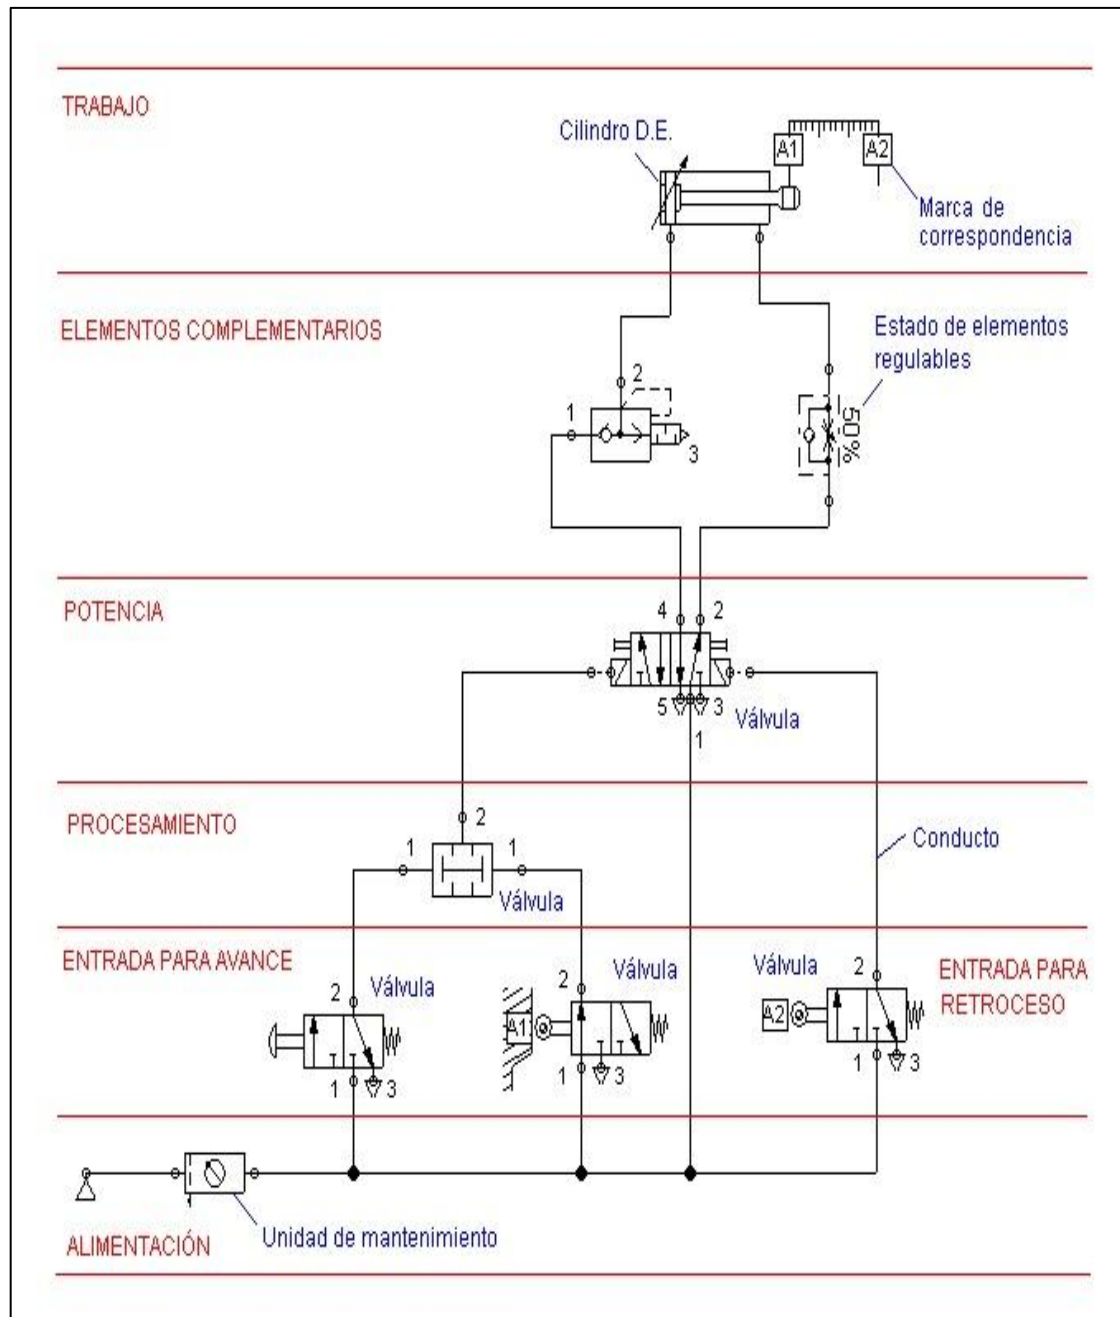 TRABAJO
Cilindro D.E.
A1
A2
Marca de
correspondencia
ELEMENTOS COMPLEMENTARIOS
Estado de elementos
regulables
2
1
3
50%
POTENCIA
4
2
5
3
1
Válvula
PROCESAMIENTO
2
1
1
Válvula
Conducto
ENTRADA PARA AVANCE
2
Válvula
1
3
2
Válvula
A1
1
3
Válvula
2
A2
1
3
ENTRADA PARA
RETROCESO
ALIMENTACIÓN
Unidad de mantenimiento